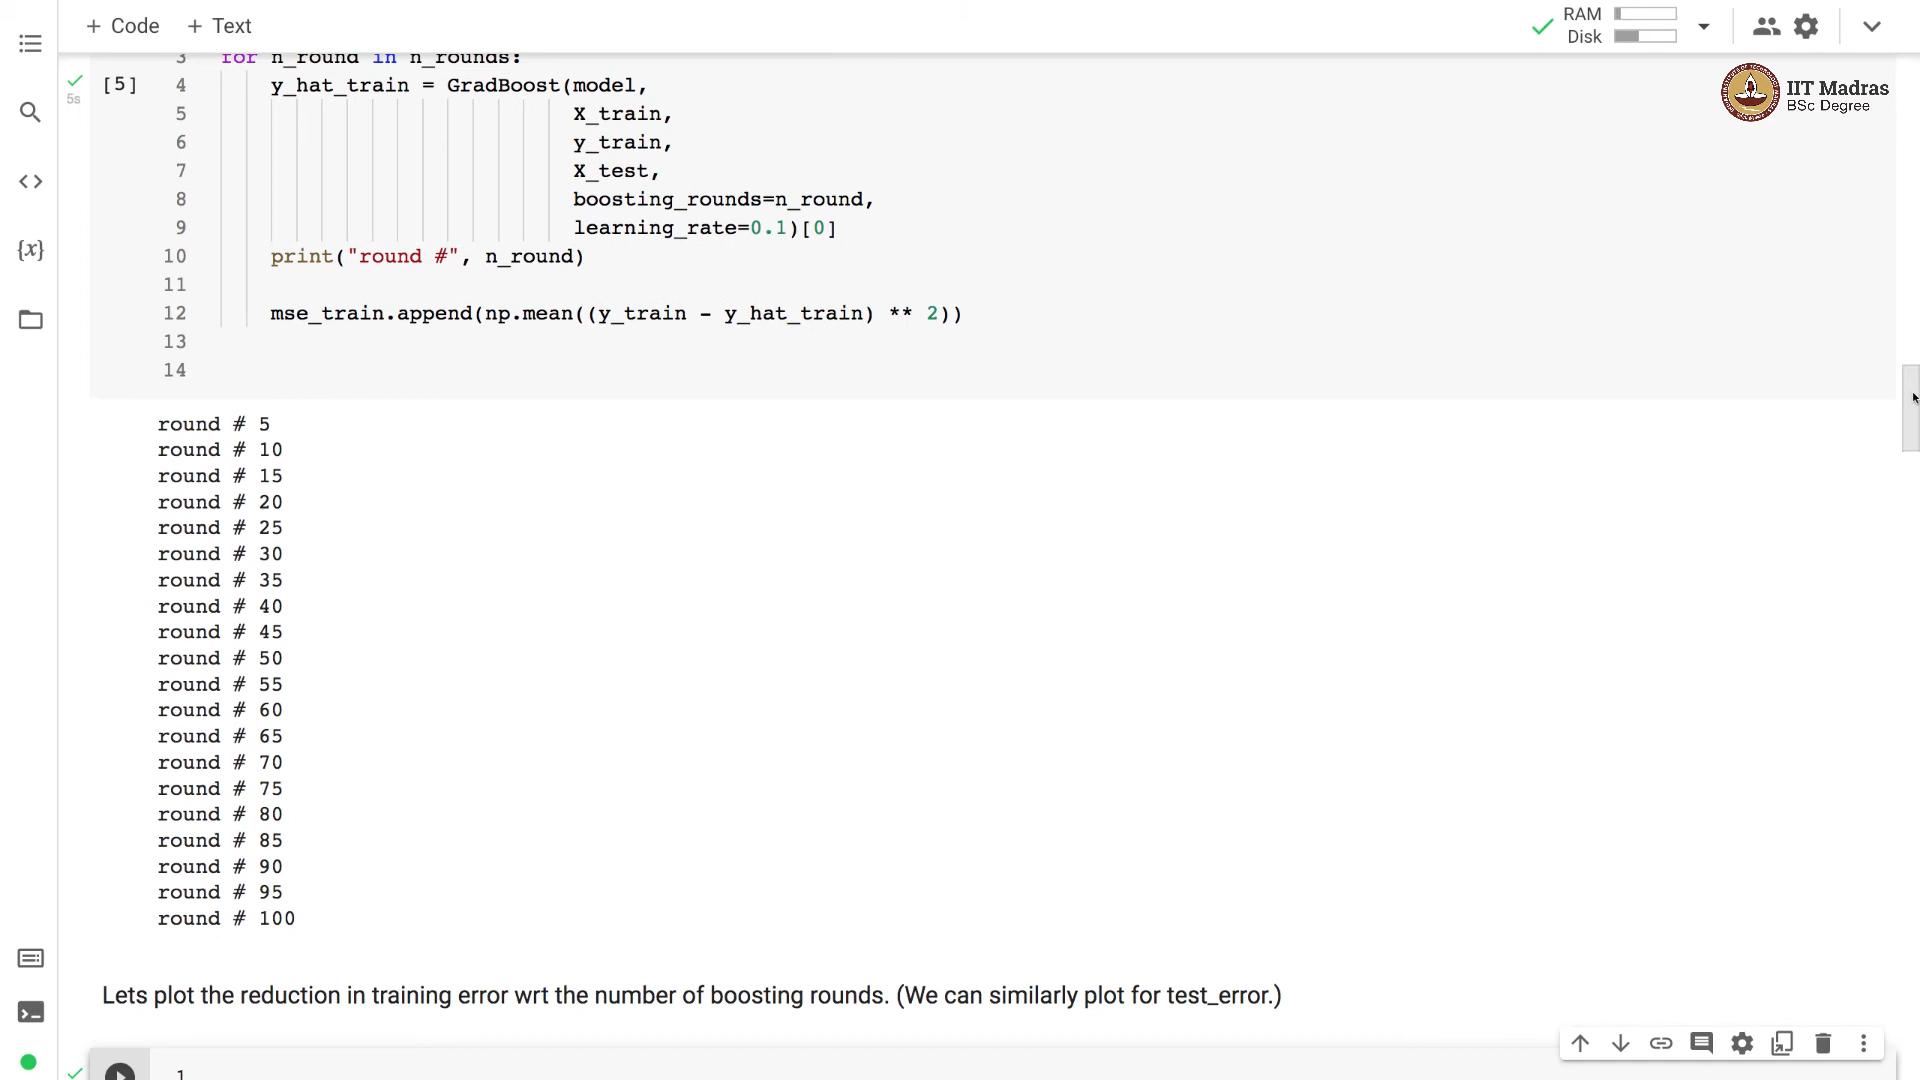 + Code + Text
RAM
Disk
IIT Madras
BSc Degree
3 for n_round in n_rounds:
[5] 4 y_hat_train = GradBoost(model,
5s
5 X_train,
6 y_train,
7 X_test,
8 boosting_rounds=n_round,
9 learning_rate=0.1)[0]
10 print("round #", n_round)
11
12 mse_train.append(np.mean((y_train - y_hat_train) ** 2))
13
14
round # 5
round # 10
round # 15
round # 20
round # 25
round # 30
round # 35
round # 40
round # 45
round # 50
round # 55
round # 60
round # 65
round # 70
round # 75
round # 80
round # 85
round # 90
round # 95
round # 100
Lets plot the reduction in training error wrt the number of boosting rounds. (We can similarly plot for test_error.)
1